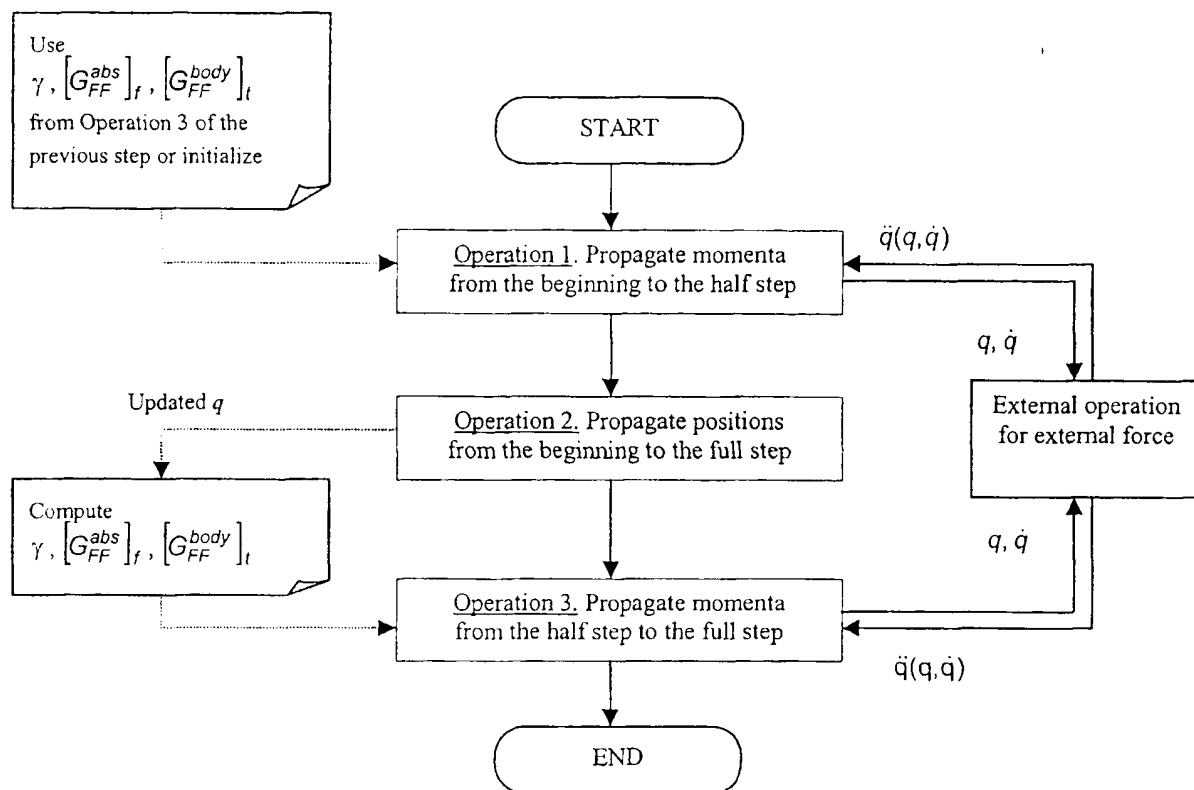 Use
γ , [G_FF^abs]_f , [G_FF^body]_t
from Operation 3 of the
previous step or initialize
START
Operation 1. Propagate momenta
from the beginning to the half step
q̈(q,q̇)
q, q̇
External operation
for external force
Updated q
Operation 2. Propagate positions
from the beginning to the full step
Compute
γ , [G_FF^abs]_f , [G_FF^body]_t
q, q̇
Operation 3. Propagate momenta
from the half step to the full step
q̈(q,q̇)
END